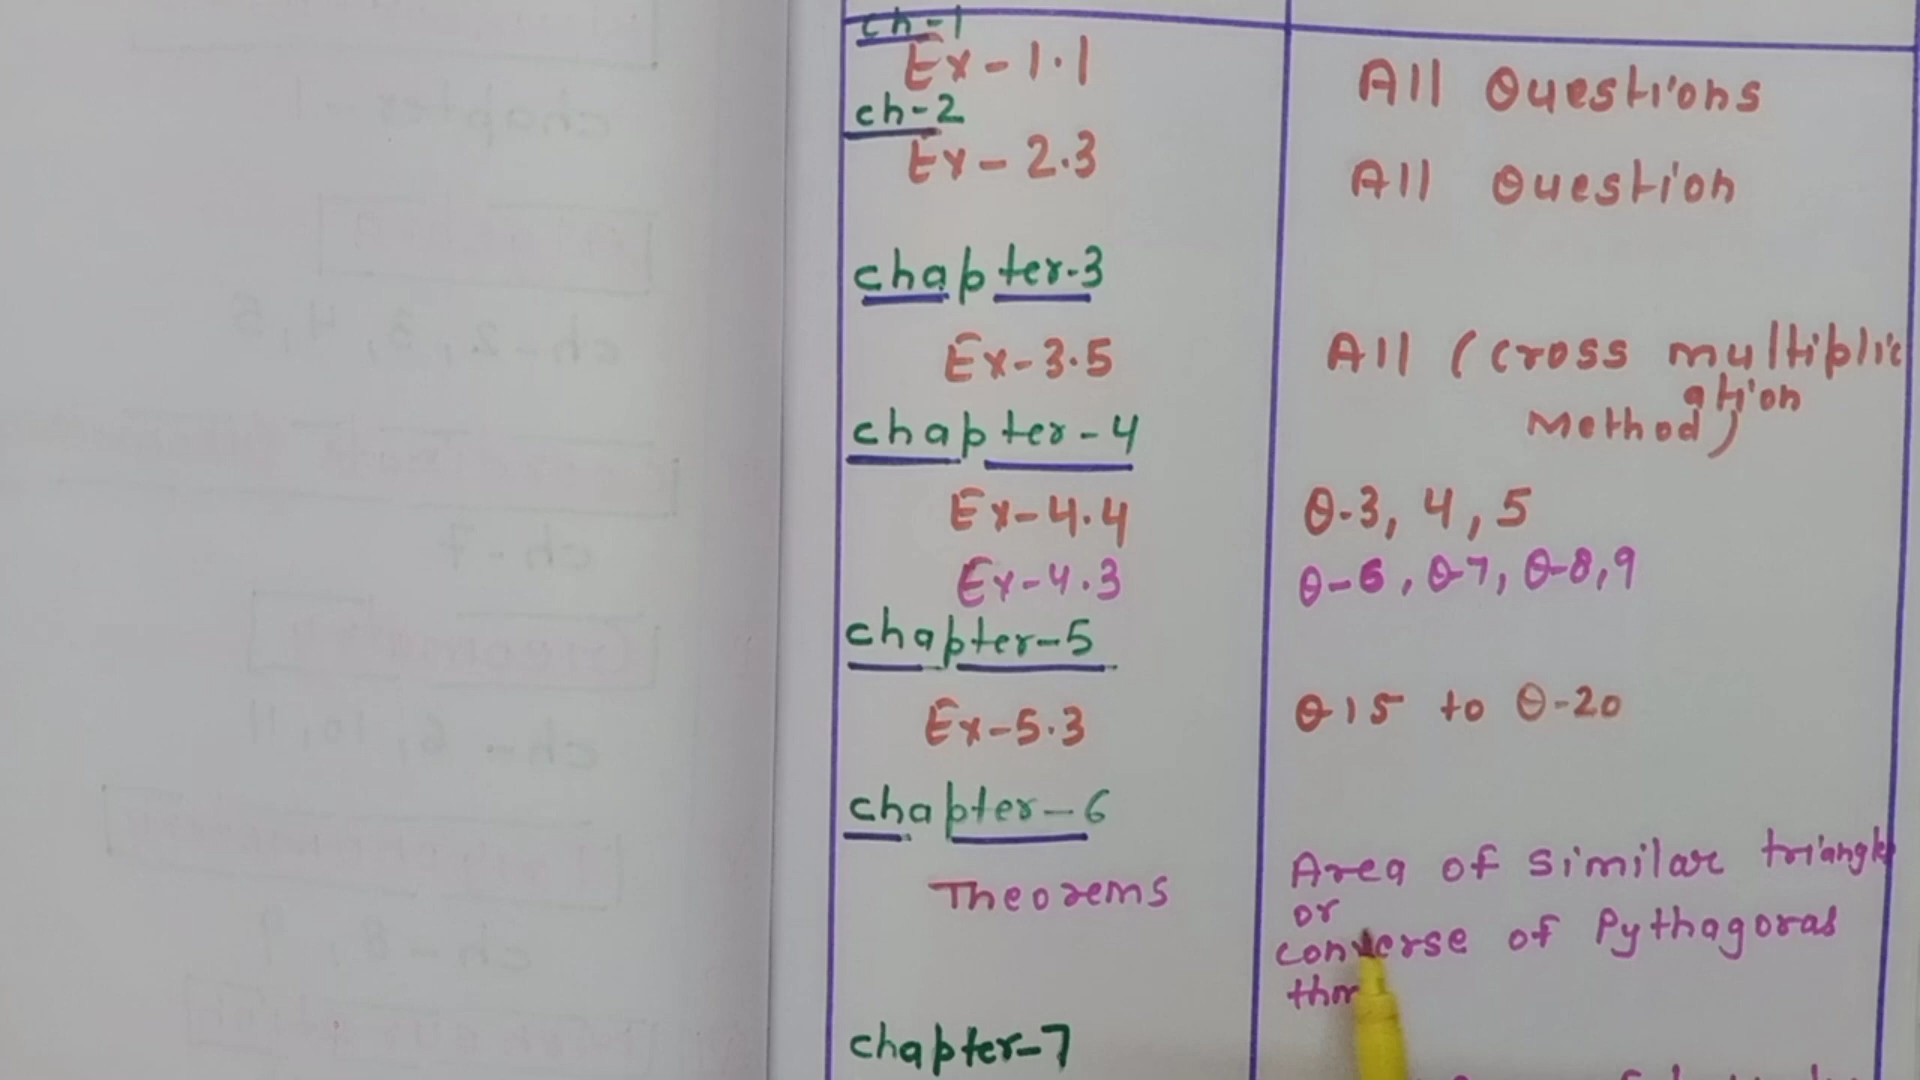 ch-1
Ex-1.1 All Questions
ch-2
Ex-2.3 All Question
chapter-3
Ex-3.5 All (cross multiplic
ation
Method)
chapter-4
Ex-4.4 Q-3, 4, 5
Ex-4.3 Q-6, Q-7, Q-8,9
chapter-5
Ex-5.3 Q15 to Q-20
chapter-6
Theorems Area of similar triangle
or
converse of Pythagoras
thor
chapter-7